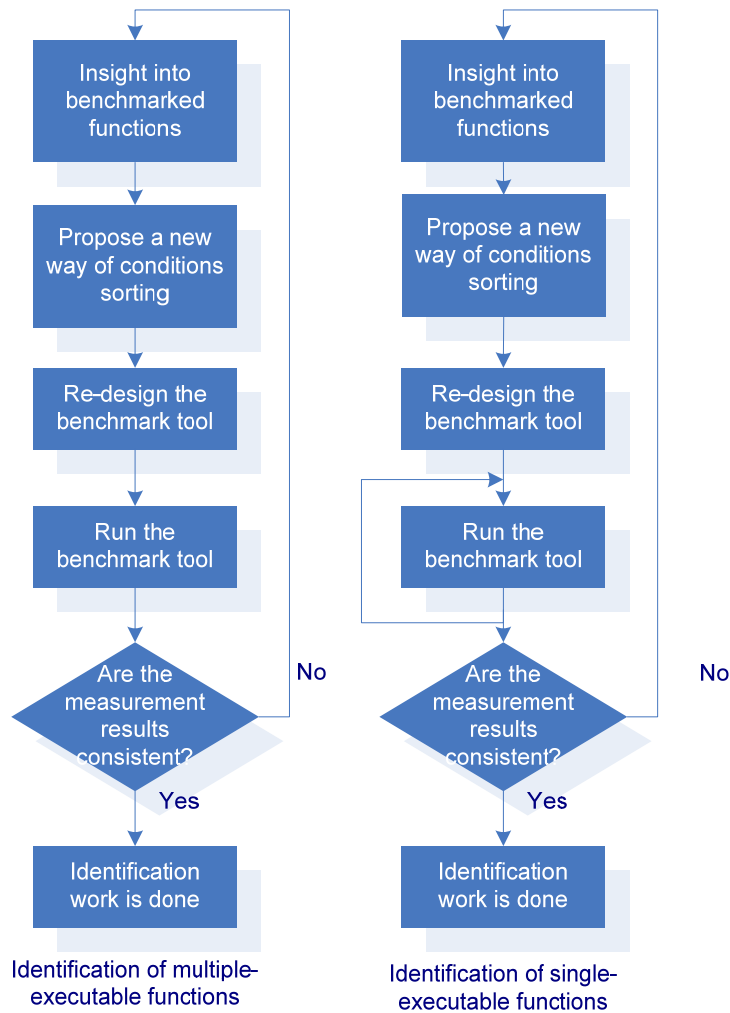 Insight into
benchmarked
functions
Propose a new
way of conditions
sorting
Re-design the
benchmark tool
Run the
benchmark tool
Are the
measurement
results
consistent?
No
Yes
Identification
work is done
Identification of multiple-
executable functions
Insight into
benchmarked
functions
Propose a new
way of conditions
sorting
Re-design the
benchmark tool
Run the
benchmark tool
Are the
measurement
results
consistent?
No
Yes
Identification
work is done
Identification of single-
executable functions